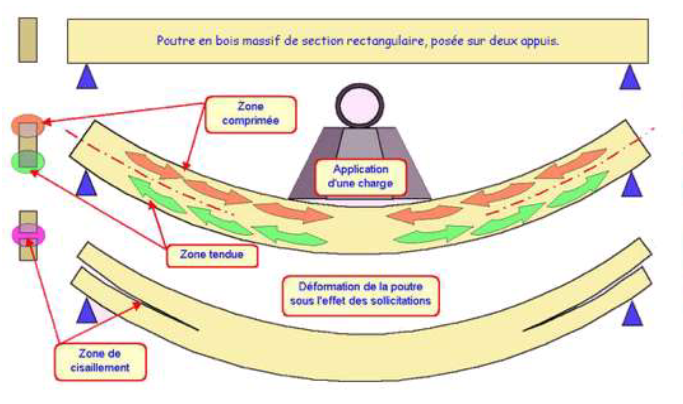 Poutre en bois massif de section rectangulaire, posée sur deux appuis.
Zone
comprimée
Application
d'une charge
Zone tendue
Déformation de la poutre
sous l'effet des sollicitations
Zone de
cisaillement